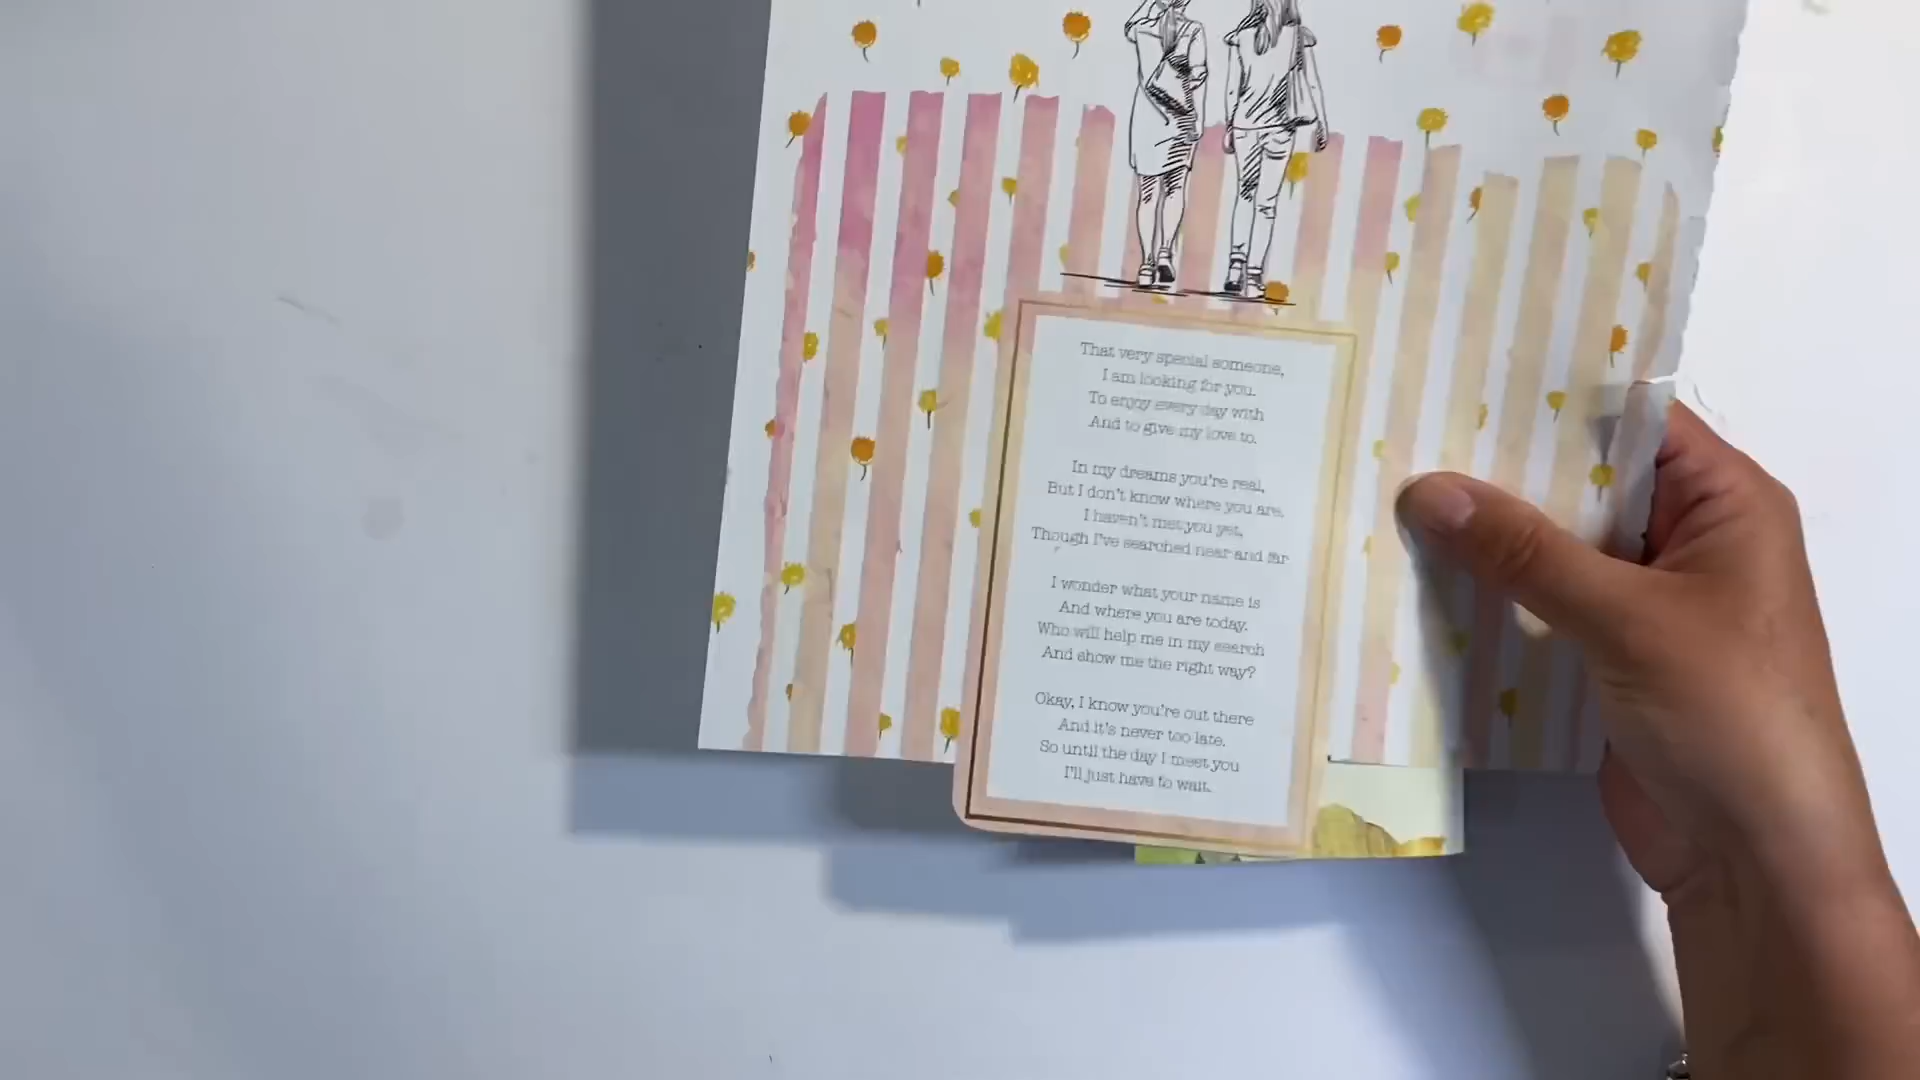 That very special someone,
I am looking for you.
To enjoy every day with
And to give my love to.
In my dreams you're real,
But I don't know where you are.
I haven't met you yet,
Though I've searched near and far
I wonder what your name is
And where you are today.
Who will help me in my search
And show me the right way?
Okay, I know you're out there
And it's never too late.
So until the day I meet you
I'll just have to wait.